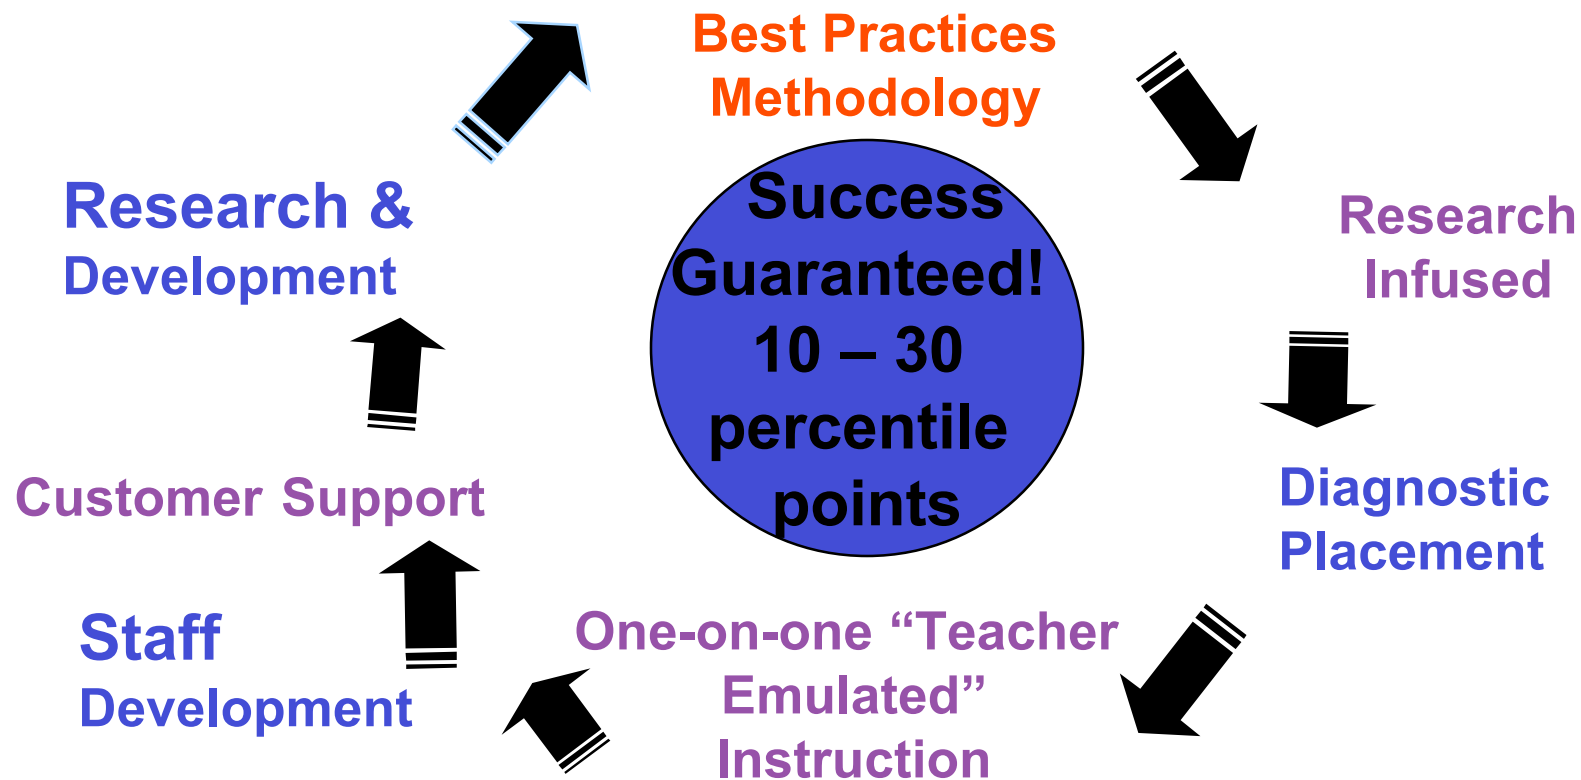 Best Practices
Methodology
Success
Guaranteed!
10 – 30
percentile
points
Research
Infused
Diagnostic
Placement
One-on-one “Teacher
Emulated”
Instruction
Staff
Development
Customer Support
Research &
Development